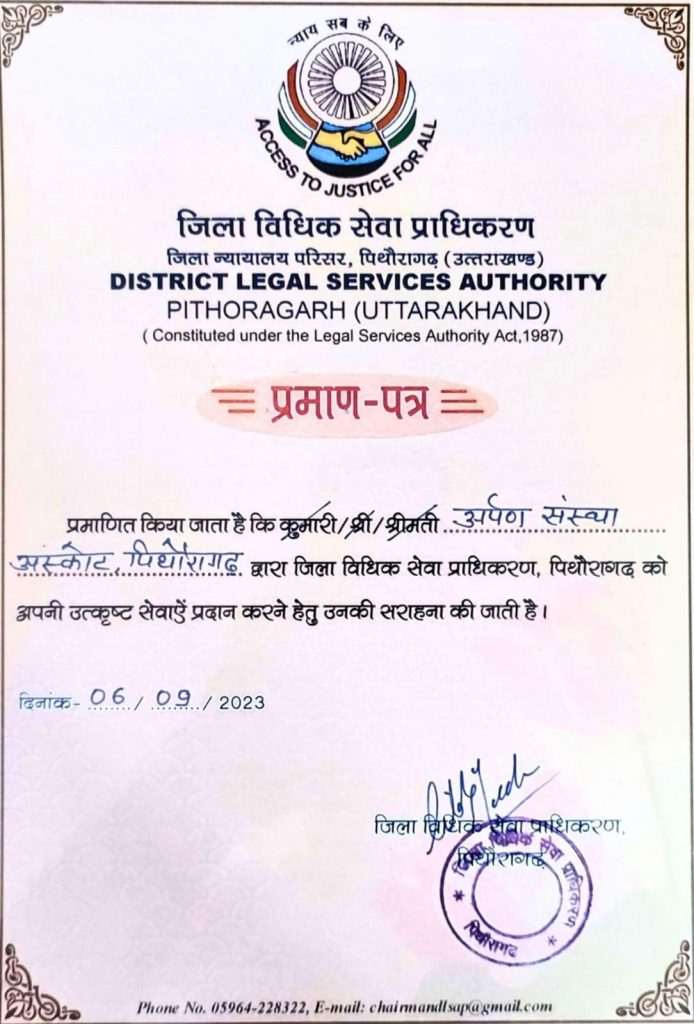 न्याय सब के लिए
ACCESS TO JUSTICE FOR ALL
जिला विधिक सेवा प्राधिकरण
जिला न्यायालय परिसर, पिथौरागढ़ (उत्तराखण्ड)
DISTRICT LEGAL SERVICES AUTHORITY
PITHORAGARH (UTTARAKHAND)
( Constituted under the Legal Services Authority Act,1987)
प्रमाण-पत्र
प्रमाणित किया जाता है कि कुमारी/श्री/श्रीमती अर्पण संस्था
अस्कोट, पिथौरागढ़ द्वारा जिला विधिक सेवा प्राधिकरण, पिथौरागढ को
अपनी उत्कृष्ट सेवाऐं प्रदान करने हेतु उनकी सराहना की जाती है।
दिनांक- 06/ 09/ 2023
जिला विधिक सेवा प्राधिकरण,
पिथौरागढ़
जिला विधिक सेवा प्राधिकरण
पिथौरागढ
Phone No. 05964-228322, E-mail: chairmandlsap@gmail.com